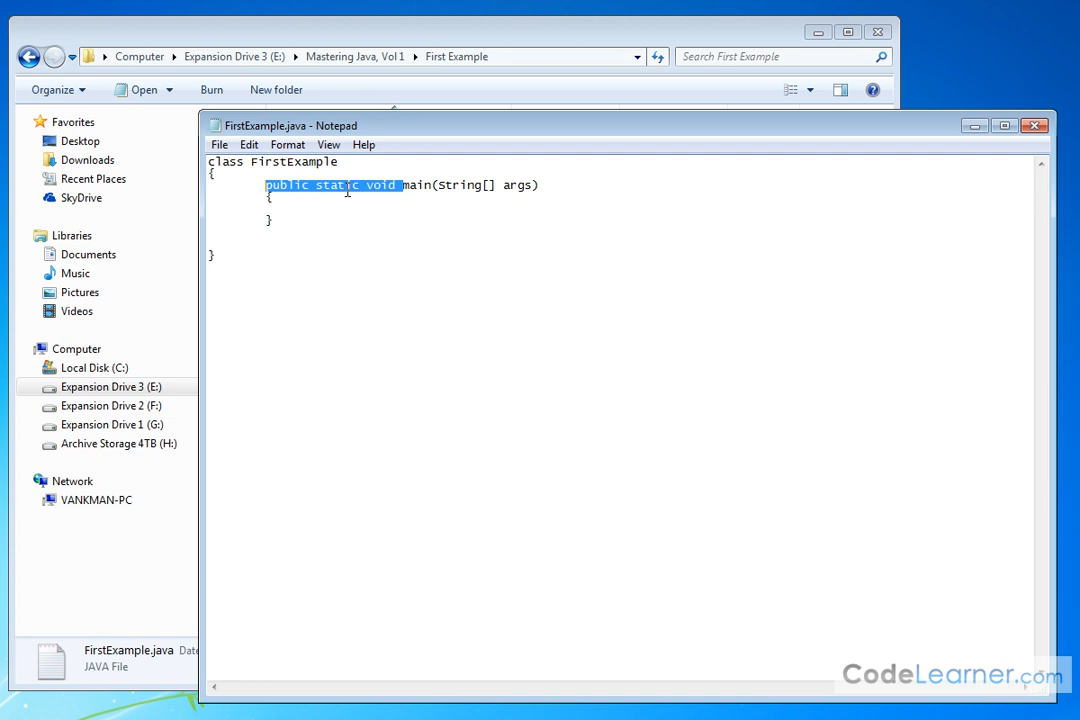 Computer
Expansion Drive 3 (E:)
Mastering Java, Vol 1
First Example
Search First Example
Organize
Open
Burn
New folder
Favorites
Desktop
Downloads
Recent Places
SkyDrive
Libraries
Documents
Music
Pictures
Videos
Computer
Local Disk (C:)
Expansion Drive 3 (E:)
Expansion Drive 2 (F:)
Expansion Drive 1 (G:)
Archive Storage 4TB (H:)
Network
VANKMAN-PC
FirstExample.java Date
JAVA File
FirstExample.java - Notepad
File Edit Format View Help
class FirstExample
{
public static void main(String[] args)
{
}
}
CodeLearner.com